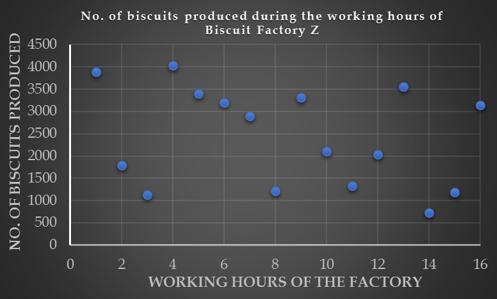 No. of biscuits produced during the working hours of
Biscuit Factory Z
NO. OF BISCUITS PRODUCED
4500
4000
3500
3000
2500
2000
1500
1000
500
0
0 2 4 6 8 10 12 14 16
WORKING HOURS OF THE FACTORY